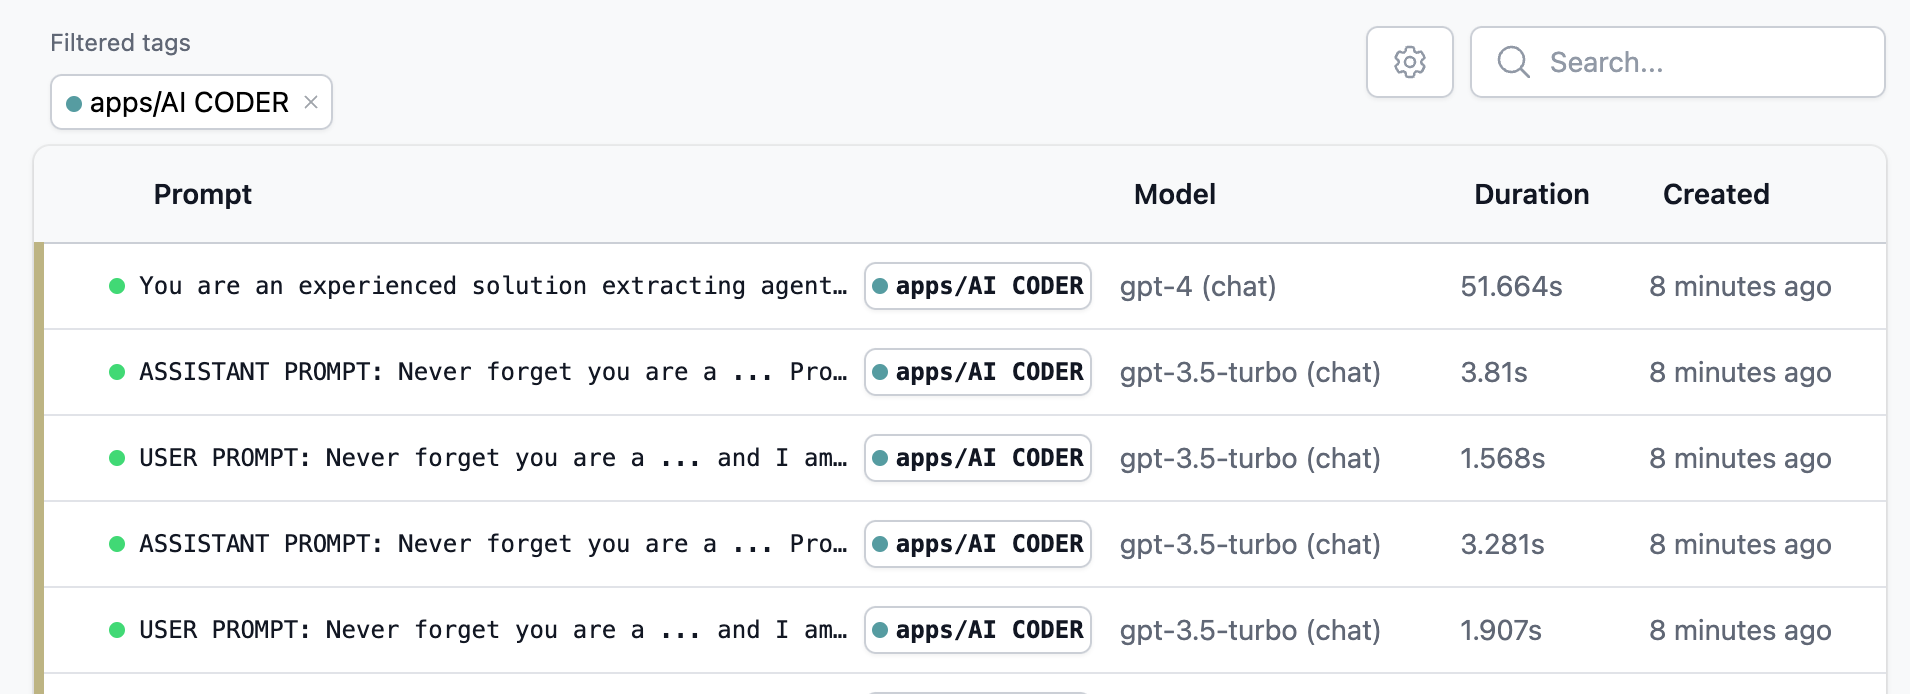 Filtered tags
apps/AI CODER ×
Search...
Prompt Model Duration Created
You are an experienced solution extracting agent… apps/AI CODER gpt-4 (chat) 51.664s 8 minutes ago
ASSISTANT PROMPT: Never forget you are a ... Pro… apps/AI CODER gpt-3.5-turbo (chat) 3.81s 8 minutes ago
USER PROMPT: Never forget you are a ... and I am… apps/AI CODER gpt-3.5-turbo (chat) 1.568s 8 minutes ago
ASSISTANT PROMPT: Never forget you are a ... Pro… apps/AI CODER gpt-3.5-turbo (chat) 3.281s 8 minutes ago
USER PROMPT: Never forget you are a ... and I am… apps/AI CODER gpt-3.5-turbo (chat) 1.907s 8 minutes ago